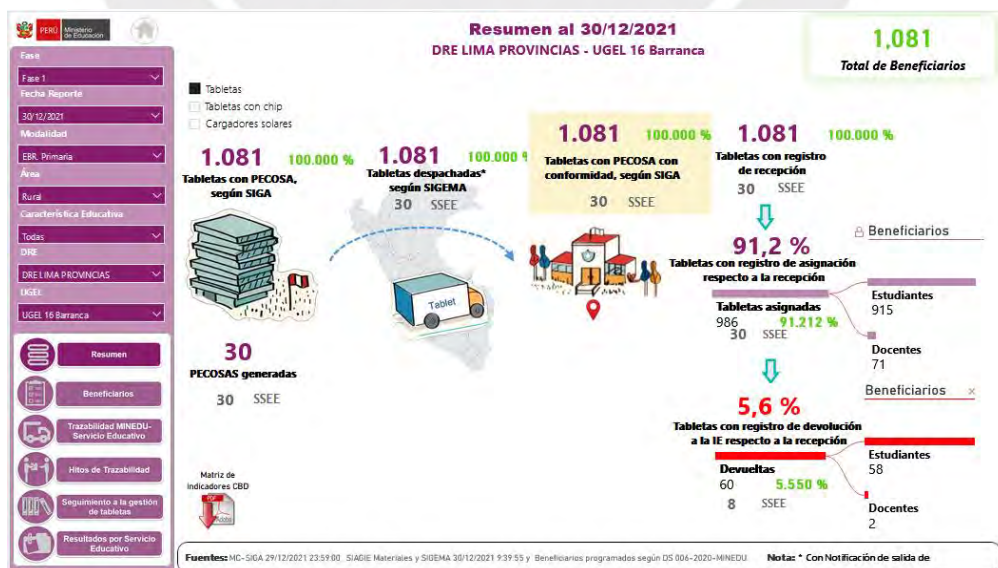 PERÚ
Ministerio
de Educación
Resumen al 30/12/2021
DRE LIMA PROVINCIAS - UGEL 16 Barranca
1,081
Total de Beneficiarios
Fase
Fase 1
Fecha Reporte
30/12/2021
Modalidad
EBR. Primaria
Área
Rural
Característica Educativa
Todas
DRE
DRE LIMA PROVINCIAS
UGEL
UGEL 16 Barranca
Resumen
Beneficiarios
Trazabilidad MINEDU-
Servicio Educativo
Hitos de Trazabilidad
Seguimiento a la gestión
de tabletas
Resultados por Servicio
Educativo
Tabletas
Tabletas con chip
Cargadores solares
1.081 100.000 %
Tabletas con PECOSA,
según SIGA
30
PECOSAS generadas
30 SSEE
Matriz de
Indicadores CBD
PDF
Adobe
1.081 100.000 %
Tabletas despachadas*
según SIGEMA
30 SSEE
Tablet
1.081 100.000 %
Tabletas con PECOSA con
conformidad, según SIGA
30 SSEE
1.081 100.000 %
Tabletas con registro
de recepción
30 SSEE
91,2 %
Tabletas con registro de asignación
respecto a la recepción
Tabletas asignadas
986 91.212 %
30 SSEE
Beneficiarios
Estudiantes
915
Docentes
71
5,6 %
Tabletas con registro de devolución
a la IE respecto a la recepción
Devueltas
60 5.550 %
8 SSEE
Beneficiarios ×
Estudiantes
58
Docentes
2
Fuentes: MC-SIGA 29/12/2021 23:59:00 SIAGIE Materiales y SIGEMA 30/12/2021 9:39:55 y Beneficiarios programados según DS 006-2020-MINEDU Nota: * Con Notificación de salida de